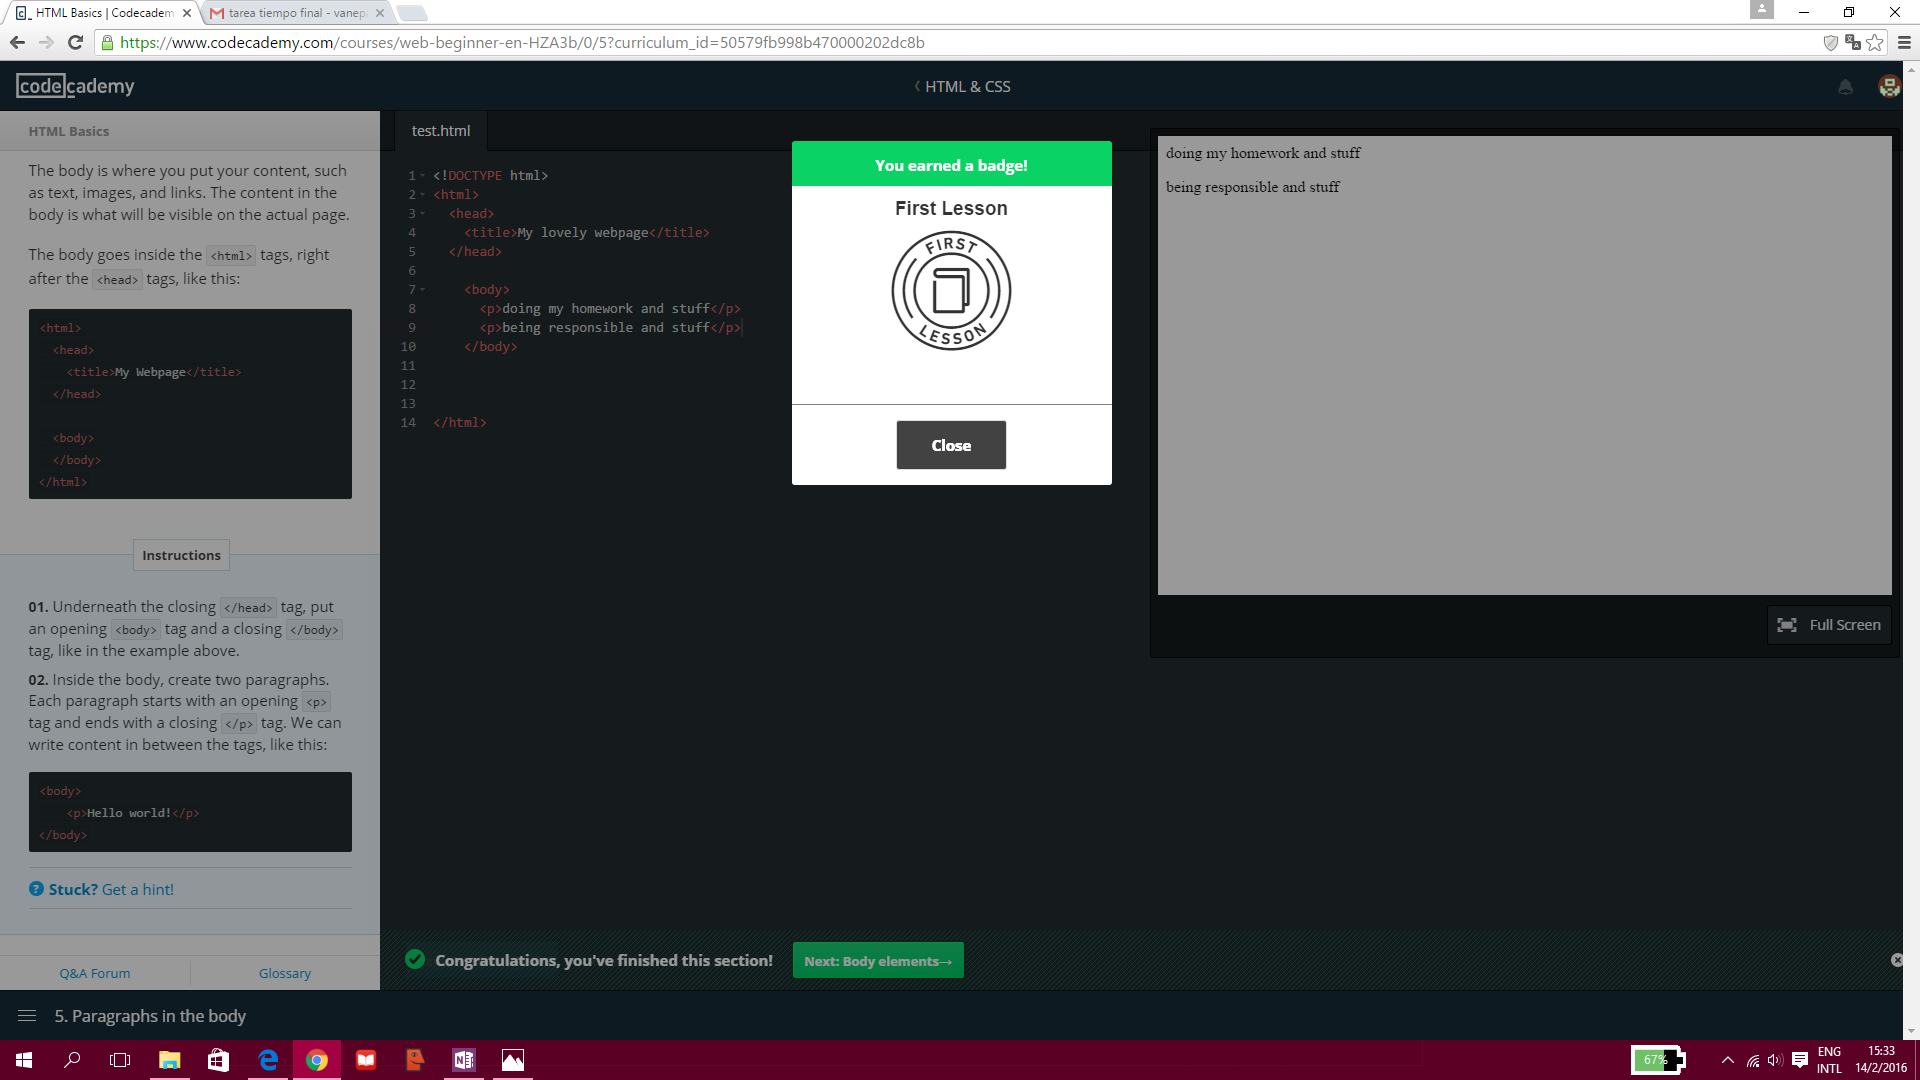 HTML Basics | Codecadem
tarea tiempo final - vanep
https://www.codecademy.com/courses/web-beginner-en-HZA3b/0/5?curriculum_id=50579fb998b470000202dc8b
codecademy
HTML & CSS
HTML Basics
The body is where you put your content, such
as text, images, and links. The content in the
body is what will be visible on the actual page.
The body goes inside the <html> tags, right
after the <head> tags, like this:
<html>
<head>
<title>My Webpage</title>
</head>
<body>
</body>
</html>
Instructions
01. Underneath the closing </head> tag, put
an opening <body> tag and a closing </body>
tag, like in the example above.
02. Inside the body, create two paragraphs.
Each paragraph starts with an opening <p>
tag and ends with a closing </p> tag. We can
write content in between the tags, like this:
<body>
<p>Hello world!</p>
</body>
? Stuck? Get a hint!
Q&A Forum
Glossary
test.html
1 <!DOCTYPE html>
2 <html>
3 <head>
4 <title>My lovely webpage</title>
5 </head>
6
7 <body>
8 <p>doing my homework and stuff</p>
9 <p>being responsible and stuff</p>
10 </body>
11
12
13
14 </html>
You earned a badge!
First Lesson
FIRST
LESSON
Close
doing my homework and stuff
being responsible and stuff
Full Screen
Congratulations, you've finished this section!
Next: Body elements→
5. Paragraphs in the body
67%
ENG
INTL
15:33
14/2/2016